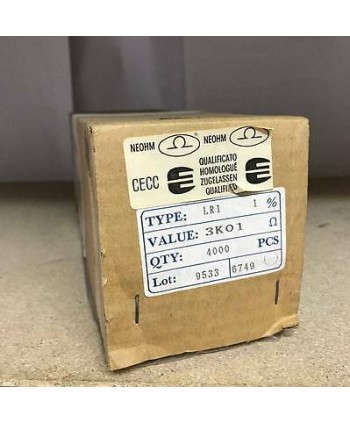 NEOHM Ω NEOHM Ω
CECC QUALIFICATO
HOMOLOGUÉ
ZUGELASSEN
QUALIFIED
TYPE: LR1 1 %
VALUE: 3K01 Ω
QTY: 4000 PCS
Lot: 9533 6749